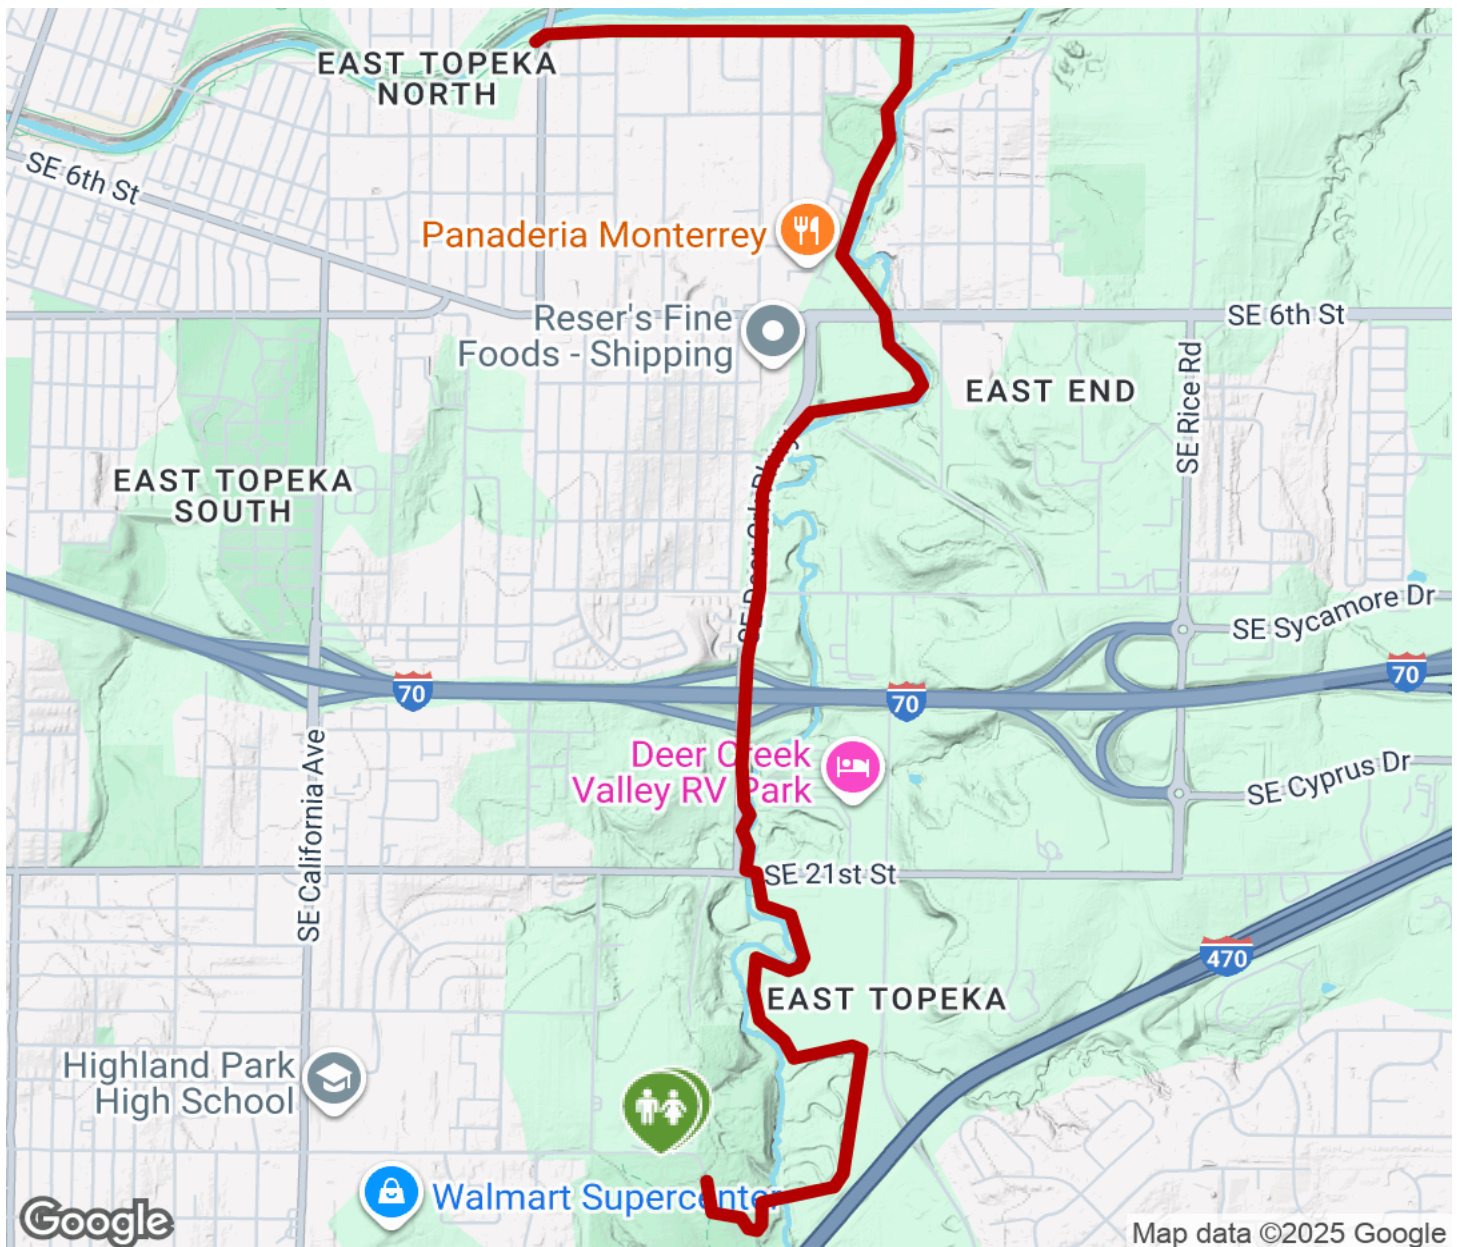 EAST TOPEKA
NORTH
SE 6th St
Panaderia Monterrey
Reser's Fine
Foods - Shipping
SE 6th St
EAST END
SE Rice Rd
EAST TOPEKA
SOUTH
SE Sycamore Dr
70
70
70
SE California Ave
Deer Creek
Valley RV Park
SE Cyprus Dr
SE 21st St
470
EAST TOPEKA
Highland Park
High School
Walmart Supercenter
Google
Map data ©2025 Google